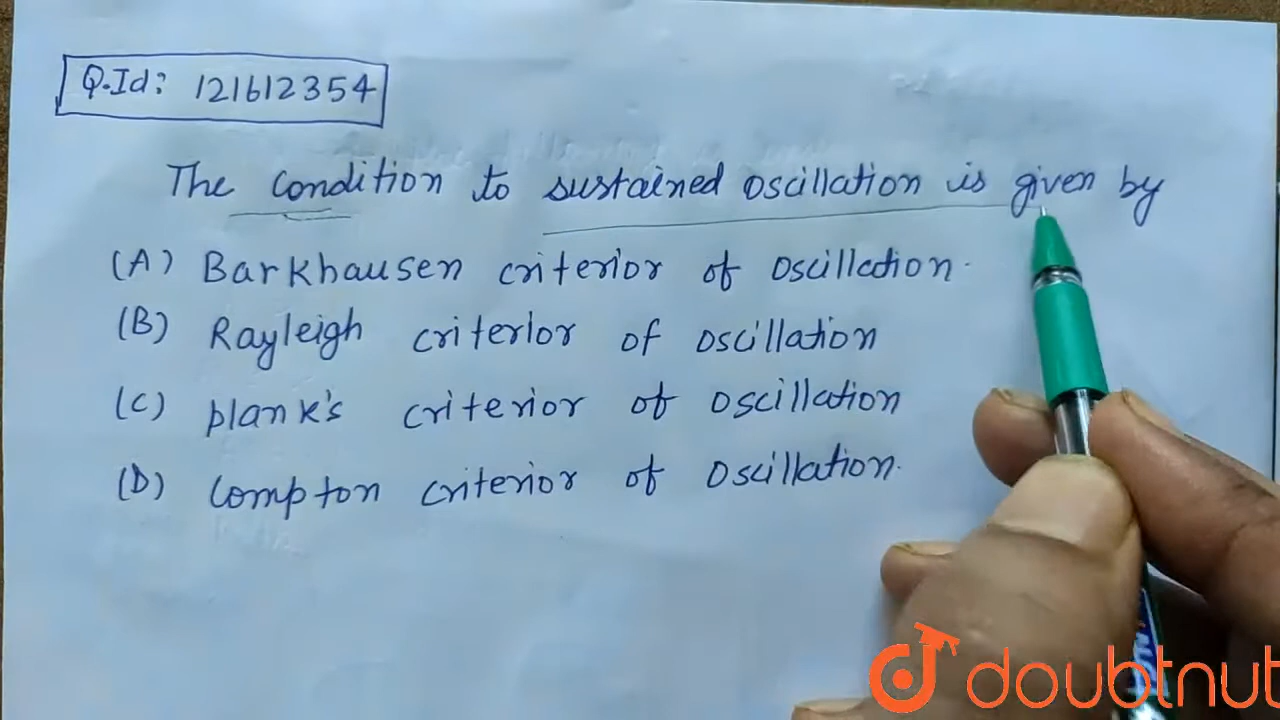 Q.Id: 121612354
The condition to sustained oscillation is given by
(A) Barkhausen criterior of oscillation.
(B) Rayleigh criterior of oscillation
(C) plank's criterior of oscillation
(D) Compton criterior of oscillation.
doubtnut